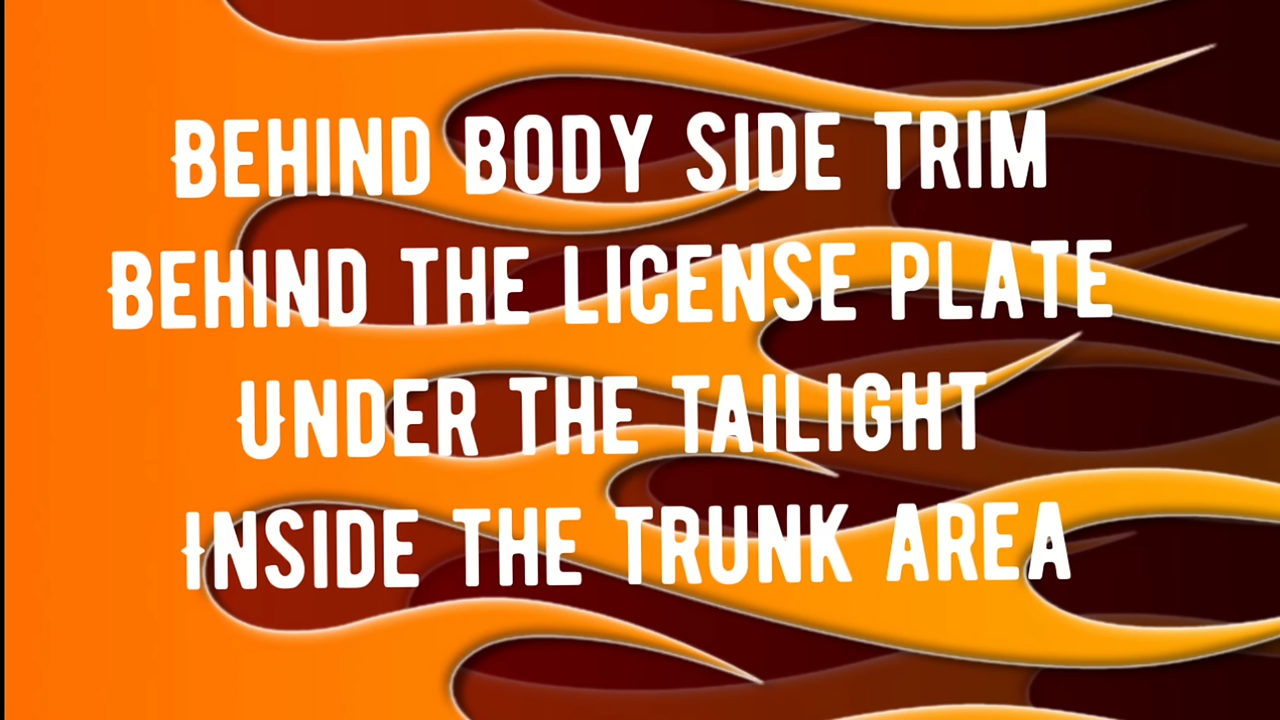 Behind body side trim
Behind the license plate
Under the tailight
Inside the trunk area